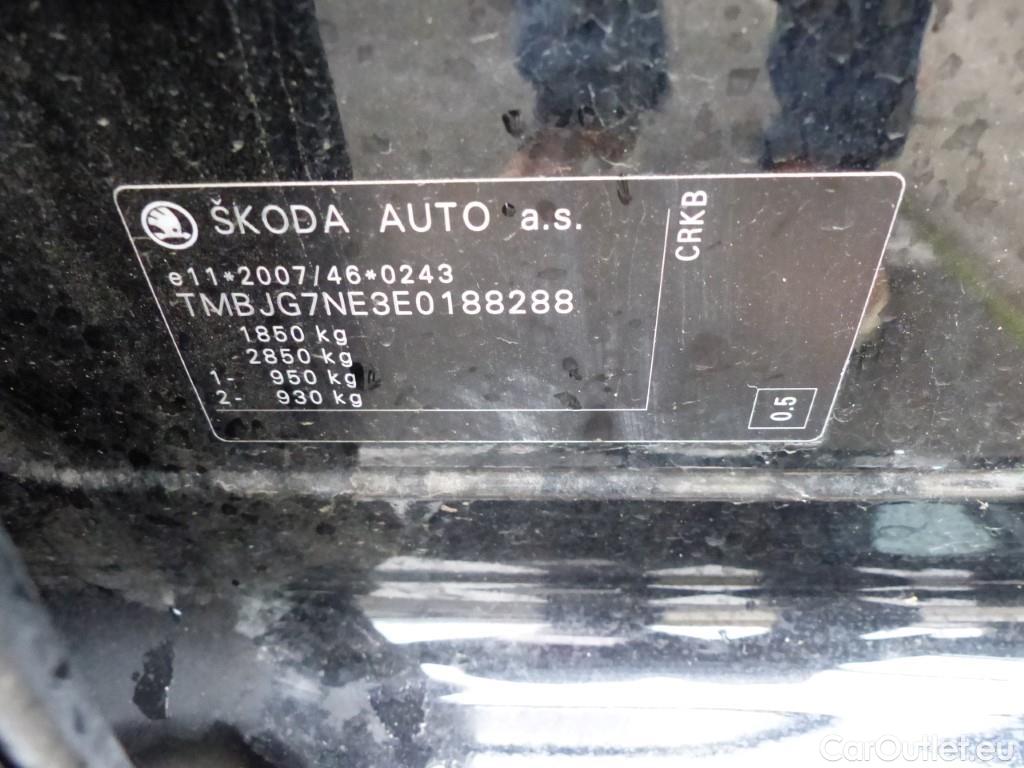 ŠKODA AUTO a.s.
e11*2007/46*0243
TMBJG7NE3E0188288
1850 kg
2850 kg
1- 950 kg
2- 930 kg
CRKB
0.5
CarOutlet.eu